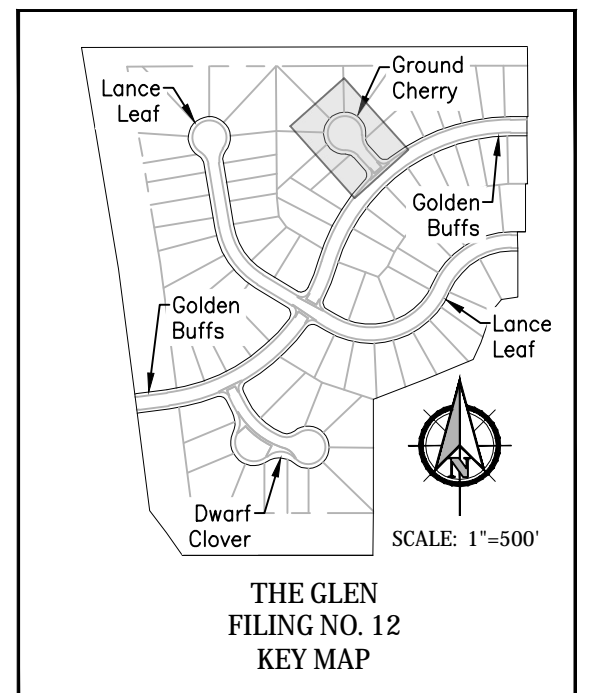 Ground
Cherry
Lance
Leaf
Golden
Buffs
Golden
Buffs
Lance
Leaf
N
Dwarf
Clover
SCALE: 1"=500'
THE GLEN
FILING NO. 12
KEY MAP